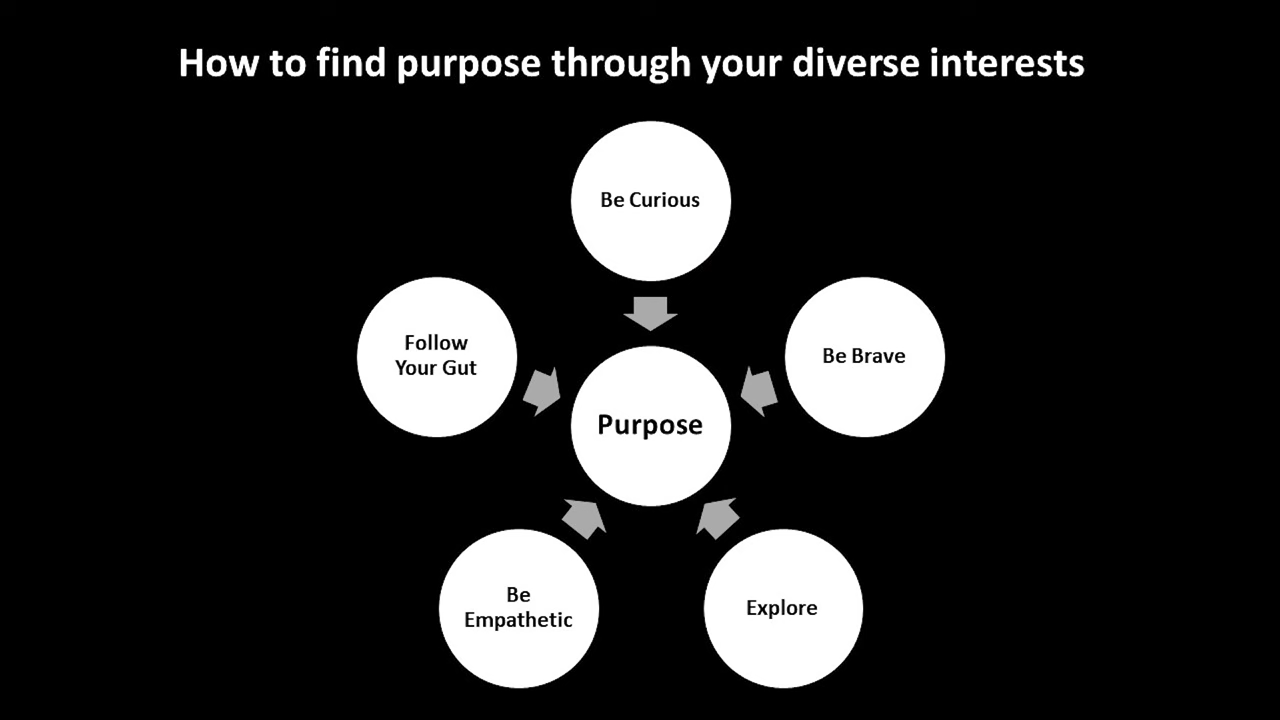 How to find purpose through your diverse interests
Be Curious
Follow
Your Gut
Be Brave
Purpose
Be
Empathetic
Explore